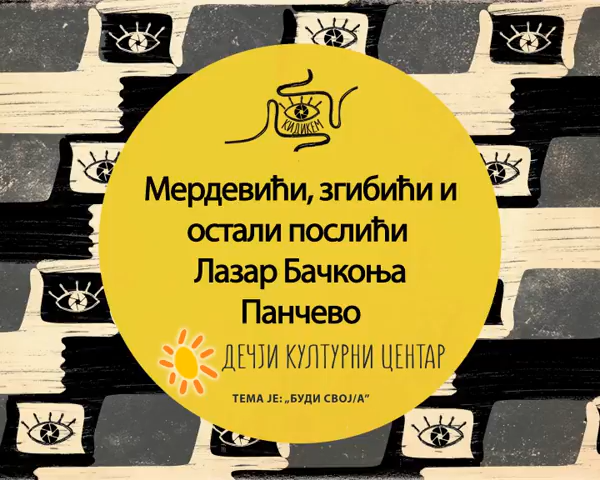 КИДИКЕМ
Мердевићи, згибићи и
остали послићи
Лазар Бачкоња
Панчево
ДЕЧЈИ КУЛТУРНИ ЦЕНТАР
ТЕМА ЈЕ: „БУДИ СВОЈ/А”